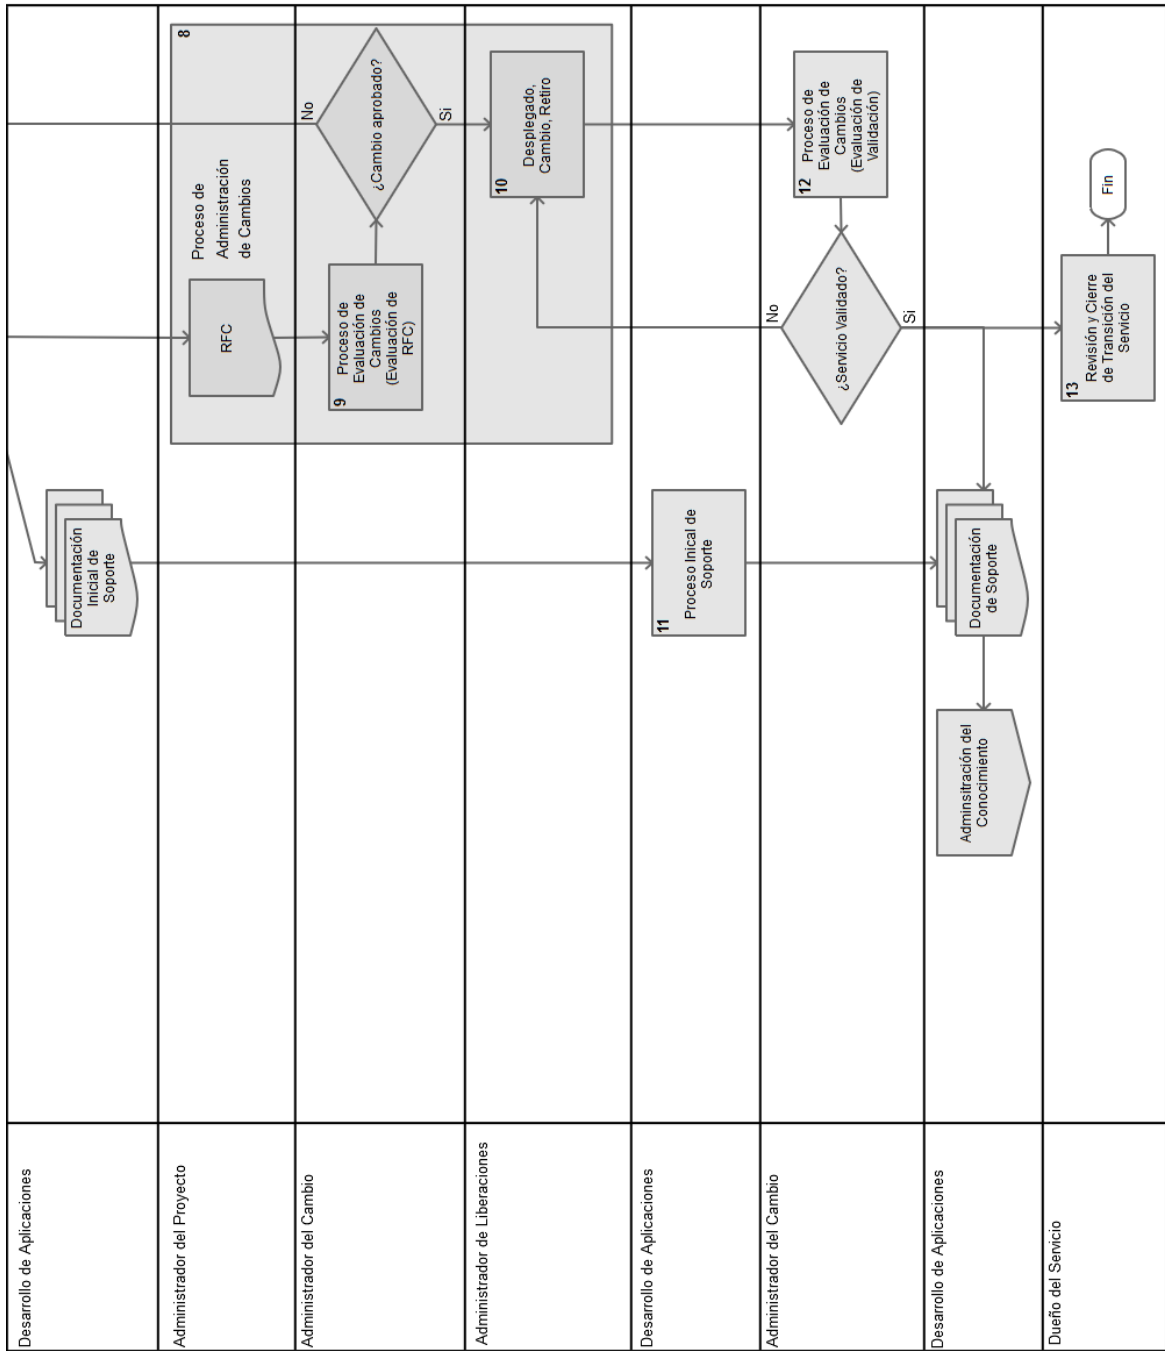 Desarrollo de Aplicaciones
Documentación
Inicial de
Soporte
Administrador del Proyecto
8
Proceso de
Administración
de Cambios
RFC
Administrador del Cambio
9
Proceso de
Evaluación de
Cambios
(Evaluación de
RFC)
¿Cambio aprobado?
No
Si
Administrador de Liberaciones
10
Desplegado,
Cambio, Retiro
Desarrollo de Aplicaciones
11
Proceso Inical de
Soporte
Administrador del Cambio
12
Proceso de
Evaluación de
Cambios
(Evaluación de
Validación)
¿Servicio Validado?
No
Si
Desarrollo de Aplicaciones
Documentación
de Soporte
Adminsitración del
Conocimiento
Dueño del Servicio
13
Revisión y Cierre
de Transición del
Servicio
Fin